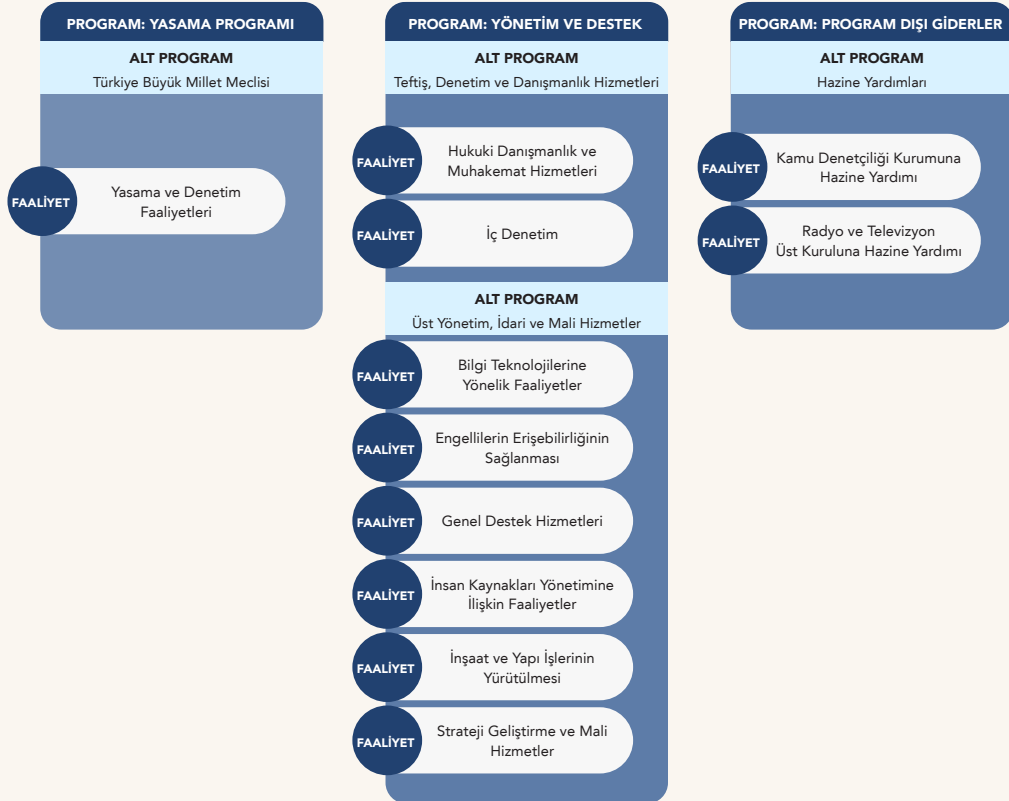 PROGRAM: YASAMA PROGRAMI
ALT PROGRAM
Türkiye Büyük Millet Meclisi
FAALİYET
Yasama ve Denetim
Faaliyetleri
PROGRAM: YÖNETİM VE DESTEK
ALT PROGRAM
Teftiş, Denetim ve Danışmanlık Hizmetleri
FAALİYET
Hukuki Danışmanlık ve
Muhakemat Hizmetleri
FAALİYET
İç Denetim
ALT PROGRAM
Üst Yönetim, İdari ve Mali Hizmetler
FAALİYET
Bilgi Teknolojilerine
Yönelik Faaliyetler
FAALİYET
Engellilerin Erişebilirliğinin
Sağlanması
FAALİYET
Genel Destek Hizmetleri
FAALİYET
İnsan Kaynakları Yönetimine
İlişkin Faaliyetler
FAALİYET
İnşaat ve Yapı İşlerinin
Yürütülmesi
FAALİYET
Strateji Geliştirme ve Mali
Hizmetler
PROGRAM: PROGRAM DIŞI GİDERLER
ALT PROGRAM
Hazine Yardımları
FAALİYET
Kamu Denetçiliği Kurumuna
Hazine Yardımı
FAALİYET
Radyo ve Televizyon
Üst Kuruluna Hazine Yardımı